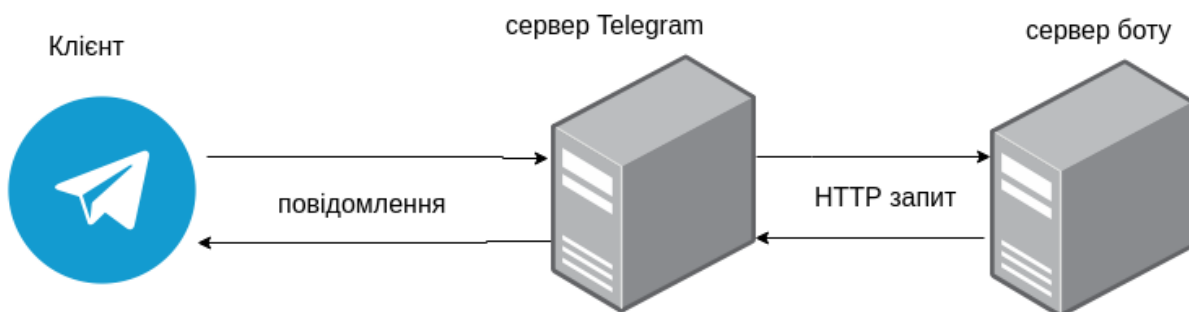 Клієнт
сервер Telegram
сервер боту
повідомлення
HTTP запит